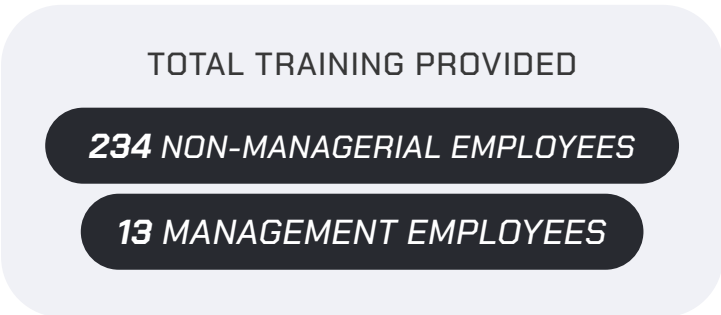 TOTAL TRAINING PROVIDED
234 NON-MANAGERIAL EMPLOYEES
13 MANAGEMENT EMPLOYEES